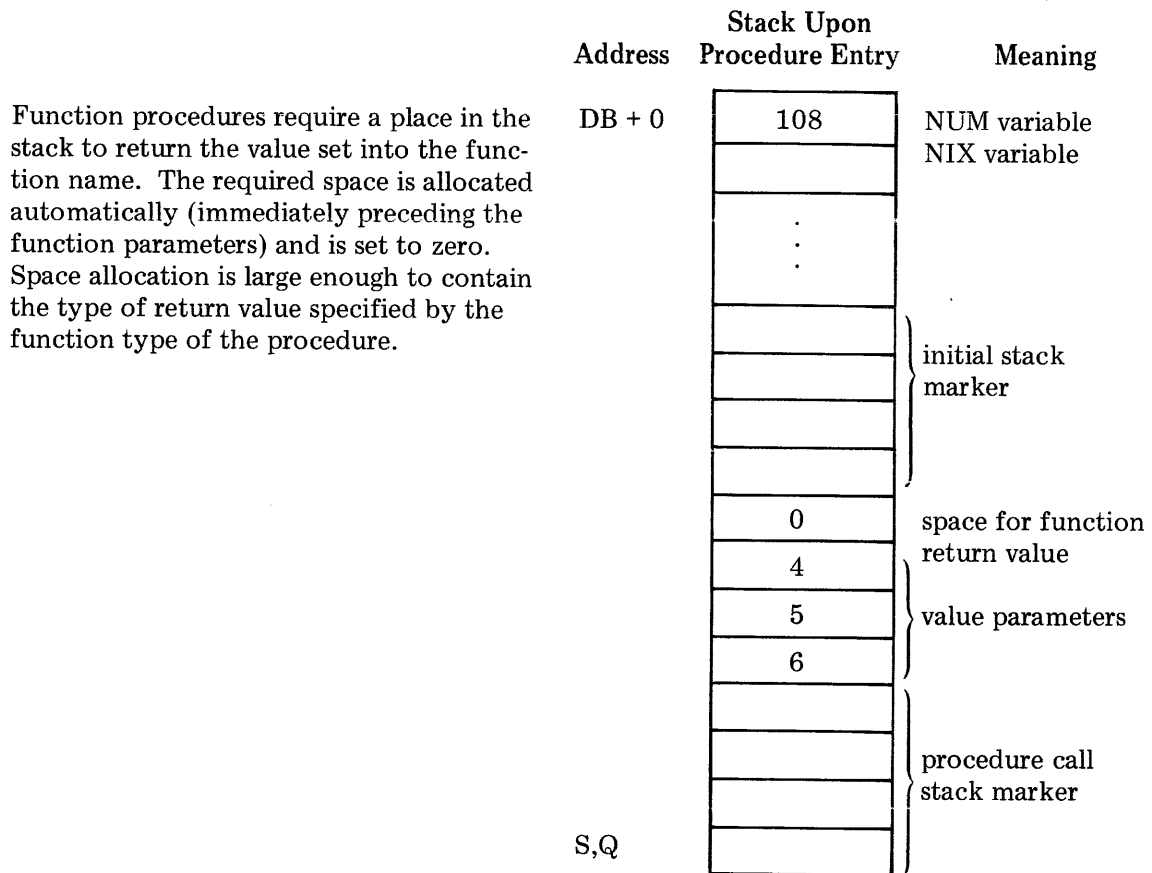 Stack Upon
Address Procedure Entry Meaning
Function procedures require a place in the
stack to return the value set into the func-
tion name. The required space is allocated
automatically (immediately preceding the
function parameters) and is set to zero.
Space allocation is large enough to contain
the type of return value specified by the
function type of the procedure.
DB + 0 108 NUM variable
NIX variable
initial stack
marker
0 space for function
return value
4
5 value parameters
6
procedure call
stack marker
S,Q